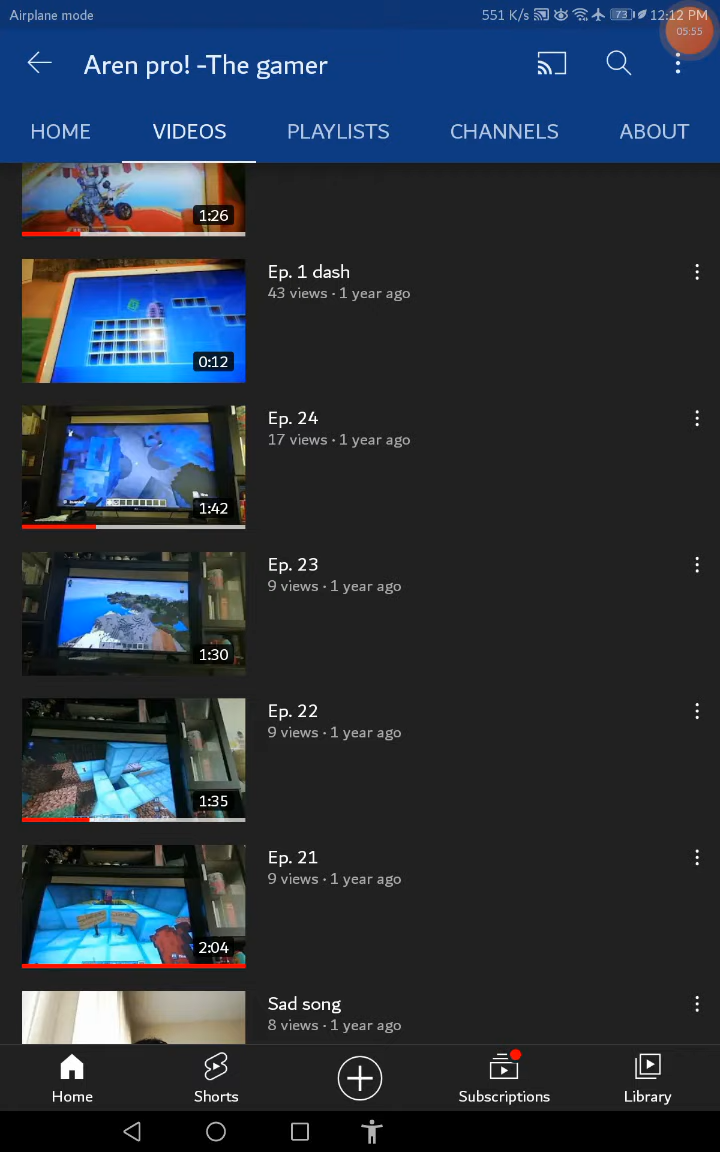 Airplane mode
551 K/s
73
12:12 PM
05:55
Aren pro! -The gamer
HOME
VIDEOS
PLAYLISTS
CHANNELS
ABOUT
1:26
Ep. 1 dash
43 views · 1 year ago
0:12
Ep. 24
17 views · 1 year ago
1:42
Ep. 23
9 views · 1 year ago
1:30
Ep. 22
9 views · 1 year ago
1:35
Ep. 21
9 views · 1 year ago
2:04
Sad song
8 views · 1 year ago
Home
Shorts
Subscriptions
Library